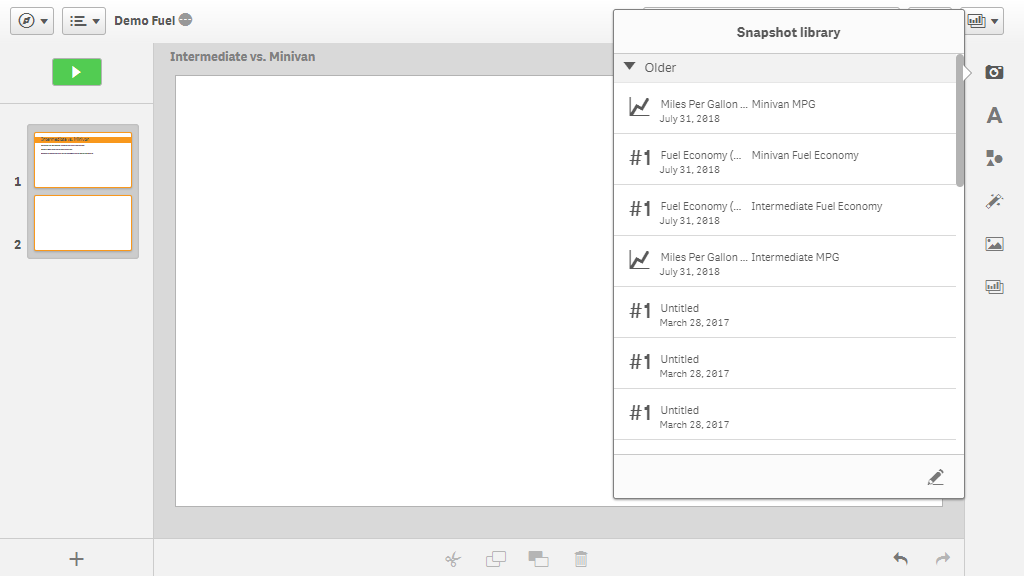 Demo Fuel
Intermediate vs. Minivan
Snapshot library
Older
Miles Per Gallon ... Minivan MPG
July 31, 2018
#1 Fuel Economy (... Minivan Fuel Economy
July 31, 2018
#1 Fuel Economy (... Intermediate Fuel Economy
July 31, 2018
Miles Per Gallon ... Intermediate MPG
July 31, 2018
#1 Untitled
March 28, 2017
#1 Untitled
March 28, 2017
#1 Untitled
March 28, 2017
A
Intermediate vs. Minivan
1
2